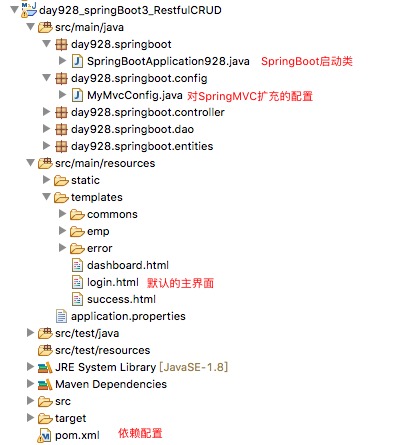 day928_springBoot3_RestfulCRUD
src/main/java
day928.springboot
SpringBootApplication928.java SpringBoot启动类
day928.springboot.config
MyMvcConfig.java 对SpringMVC扩充的配置
day928.springboot.controller
day928.springboot.dao
day928.springboot.entities
src/main/resources
static
templates
commons
emp
error
dashboard.html
login.html 默认的主界面
success.html
application.properties
src/test/java
src/test/resources
JRE System Library [JavaSE-1.8]
Maven Dependencies
src
target
pom.xml 依赖配置